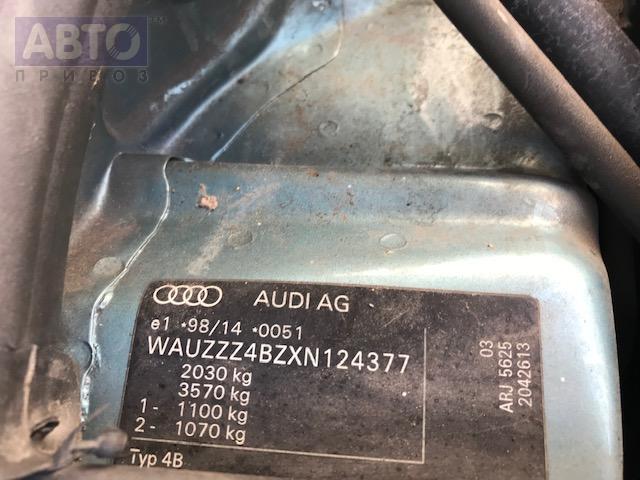 АВТО
ПРИВОЗ
AUDI AG
e1 *98/14 *0051
WAUZZZ4BZXN124377
2030 kg
3570 kg
1- 1100 kg
2- 1070 kg
Typ 4B
03
ARJ 5625
2042613